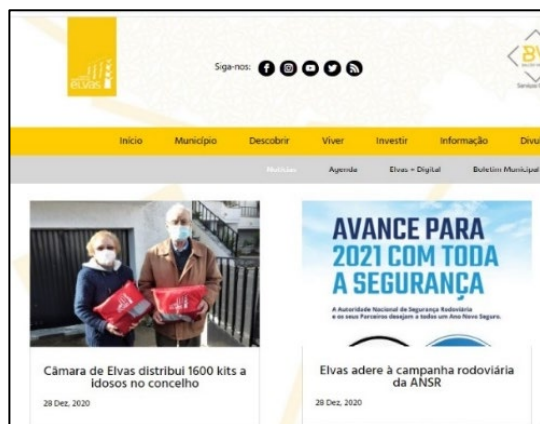 elvas
Siga-nos:
Início Município Descobrir Viver Investir Informação Divu
Notícias Agenda Elvas + Digital Boletim Municipal
AVANCE PARA
2021 COM TODA
A SEGURANÇA
A Autoridade Nacional de Segurança Rodoviária
e os seus Parceiros desejam a todos um Ano Novo Seguro.
Câmara de Elvas distribui 1600 kits a
idosos no concelho
28 Dez, 2020
Elvas adere à campanha rodoviária
da ANSR
28 Dez, 2020